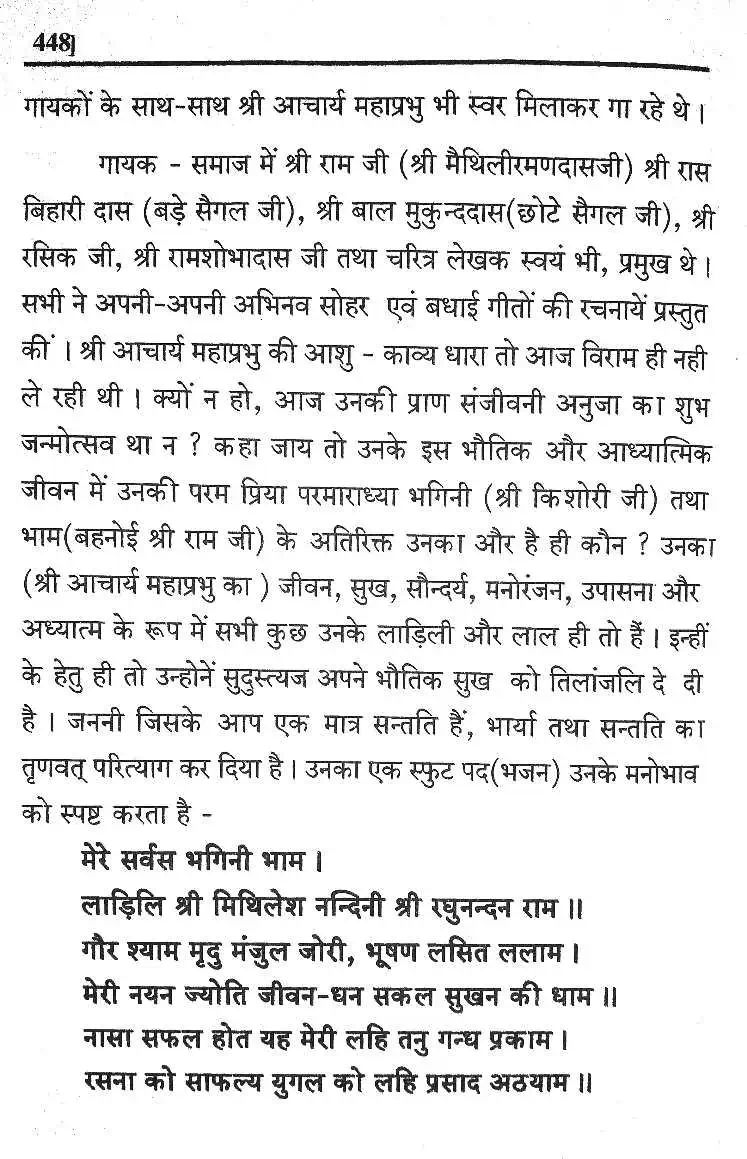 448]
गायकों के साथ-साथ श्री आचार्य महाप्रभु भी स्वर मिलाकर गा रहे थे ।
गायक - समाज में श्री राम जी (श्री मैथिलीरमणदासजी) श्री रास
बिहारी दास (बड़े सैगल जी), श्री बाल मुकुन्ददास(छोटे सैगल जी), श्री
रसिक जी, श्री रामशोभादास जी तथा चरित्र लेखक स्वयं भी, प्रमुख थे ।
सभी ने अपनी-अपनी अभिनव सोहर एवं बधाई गीतों की रचनायें प्रस्तुत
कीं । श्री आचार्य महाप्रभु की आशु - काव्य धारा तो आज विराम ही नही
ले रही थी । क्यों न हो, आज उनकी प्राण संजीवनी अनुजा का शुभ
जन्मोत्सव था न ? कहा जाय तो उनके इस भौतिक और आध्यात्मिक
जीवन में उनकी परम प्रिया परमाराध्या भगिनी (श्री किशोरी जी) तथा
भाम(बहनोई श्री राम जी) के अतिरिक्त उनका और है ही कौन ? उनका
(श्री आचार्य महाप्रभु का ) जीवन, सुख, सौन्दर्य, मनोरंजन, उपासना और
अध्यात्म के रूप में सभी कुछ उनके लाड़िली और लाल ही तो हैं । इन्हीं
के हेतु ही तो उन्होनें सुदुस्त्यज अपने भौतिक सुख को तिलांजलि दे दी
है । जननी जिसके आप एक मात्र सन्तति हैं, भार्या तथा सन्तति का
तृणवत् परित्याग कर दिया है । उनका एक स्फुट पद(भजन) उनके मनोभाव
को स्पष्ट करता है -
मेरे सर्वस भगिनी भाम ।
लाड़िलि श्री मिथिलेश नन्दिनी श्री रघुनन्दन राम ॥
गौर श्याम मृदु मंजुल जोरी, भूषण लसित ललाम ।
मेरी नयन ज्योति जीवन-धन सकल सुखन की धाम ॥
नासा सफल होत यह मेरी लहि तनु गन्ध प्रकाम ।
रसना को साफल्य युगल को लहि प्रसाद अठयाम ॥